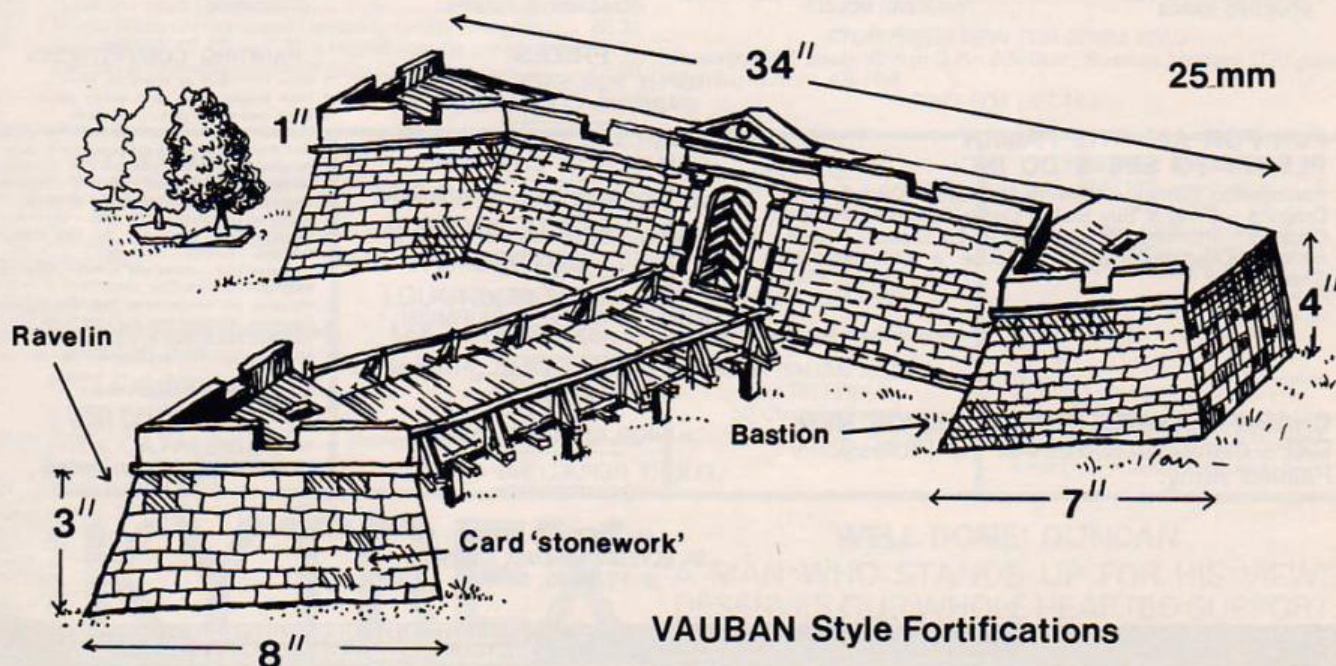 34"
25 mm
1"
4"
Ravelin
Bastion
7"
3"
Card 'stonework'
8"
VAUBAN Style Fortifications